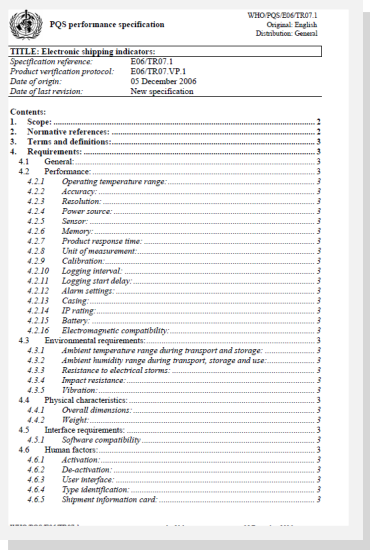 WHO/PQS/E06/TR07.1
PQS performance specification
Original: English
Distribution: General
TITLE: Electronic shipping indicators:
Specification reference: E06/TR07.1
Product verification protocol: E06/TR07.VP.1
Date of origin: 05 December 2006
Date of last revision: New specification
Contents:
1. Scope: 2
2. Normative references: 2
3. Terms and definitions: 3
4. Requirements: 3
4.1 General: 3
4.2 Performance: 3
4.2.1 Operating temperature range: 3
4.2.2 Accuracy: 3
4.2.3 Resolution: 3
4.2.4 Power source: 3
4.2.5 Sensor: 3
4.2.6 Memory: 3
4.2.7 Product response time: 3
4.2.8 Unit of measurement: 3
4.2.9 Calibration: 3
4.2.10 Logging interval: 3
4.2.11 Logging start delay: 3
4.2.12 Alarm settings: 3
4.2.13 Casing: 3
4.2.14 IP rating: 3
4.2.15 Battery: 3
4.2.16 Electromagnetic compatibility: 3
4.3 Environmental requirements: 3
4.3.1 Ambient temperature range during transport and storage: 3
4.3.2 Ambient humidity range during transport, storage and use: 3
4.3.3 Resistance to electrical storms: 3
4.3.4 Impact resistance: 3
4.3.5 Vibration: 3
4.4 Physical characteristics: 3
4.4.1 Overall dimensions: 3
4.4.2 Weight: 3
4.5 Interface requirements: 3
4.5.1 Software compatibility 3
4.6 Human factors: 3
4.6.1 Activation: 3
4.6.2 De-activation: 3
4.6.3 User interface: 3
4.6.4 Type identification: 3
4.6.5 Shipment information card: 3